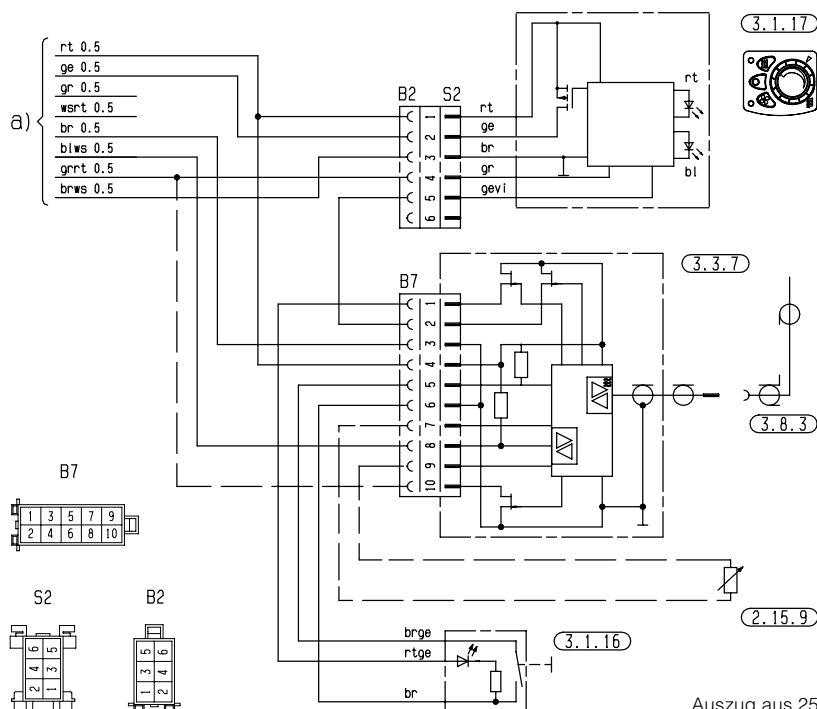 3.1.17
rt 0.5
ge 0.5
gr 0.5
wsrt 0.5
br 0.5
blws 0.5
grrt 0.5
brws 0.5
a)
B2 S2
1 rt
2 ge
3 br
4 gr
5 gevi
6
rt
bl
3.3.7
B7
1
2
3
4
5
6
7
8
9
10
3.8.3
B7
1 3 5 7 9
2 4 6 8 10
S2
6 5
4 3
2 1
B2
5 6
3 4
1 2
2.15.9
brge
rtge
br
3.1.16
Auszug aus 25